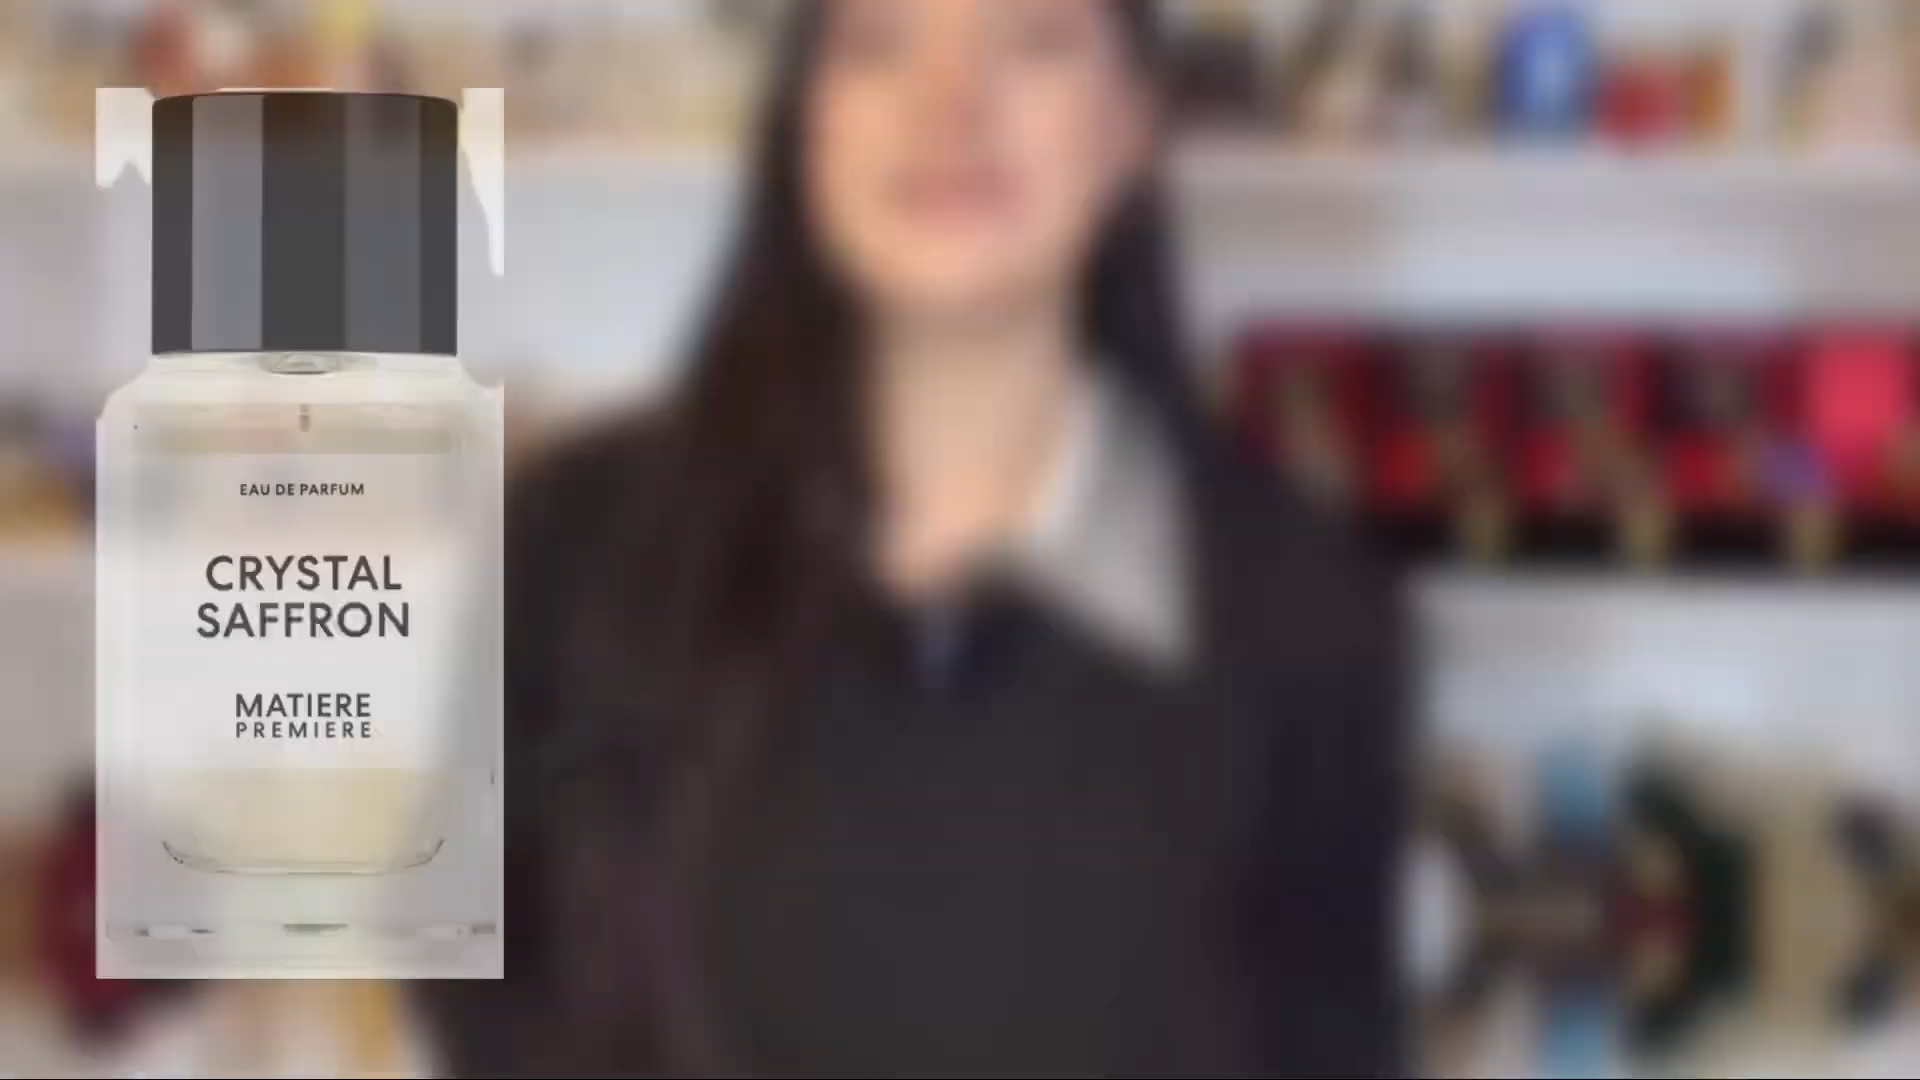 EAU DE PARFUM
CRYSTAL
SAFFRON
MATIERE
PREMIERE